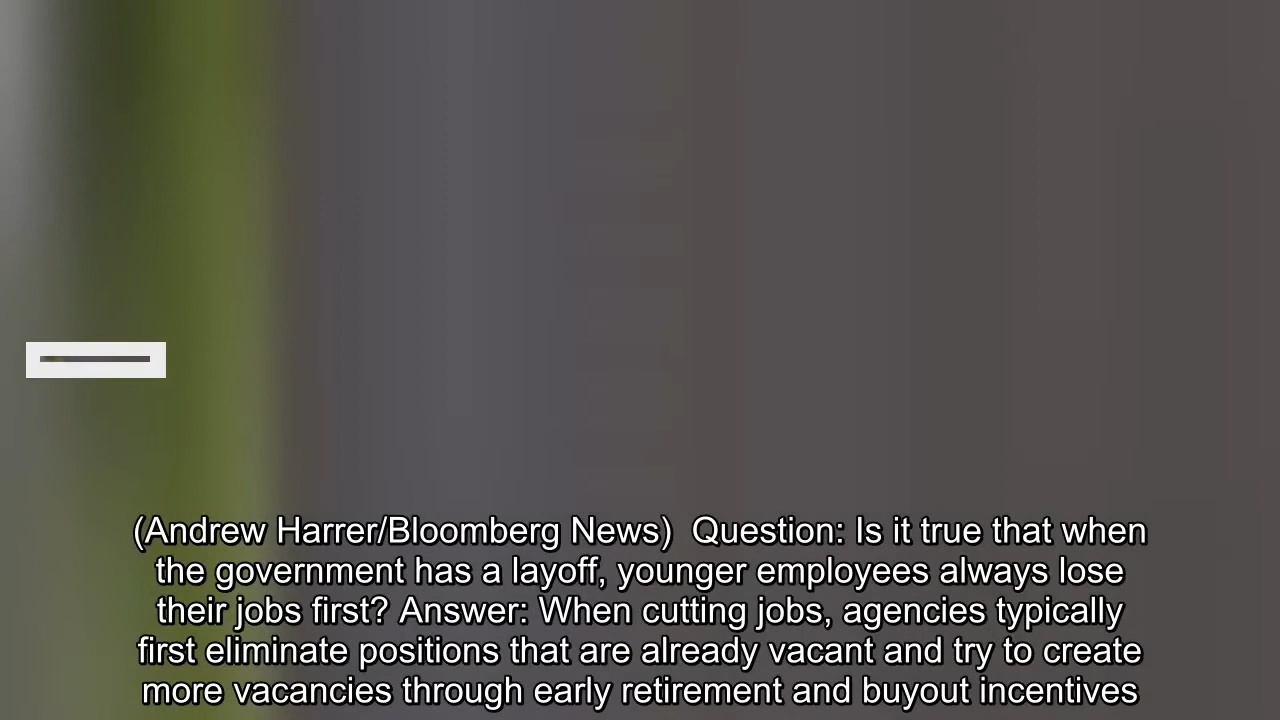 (Andrew Harrer/Bloomberg News)  Question: Is it true that when
the government has a layoff, younger employees always lose
their jobs first? Answer: When cutting jobs, agencies typically
first eliminate positions that are already vacant and try to create
more vacancies through early retirement and buyout incentives